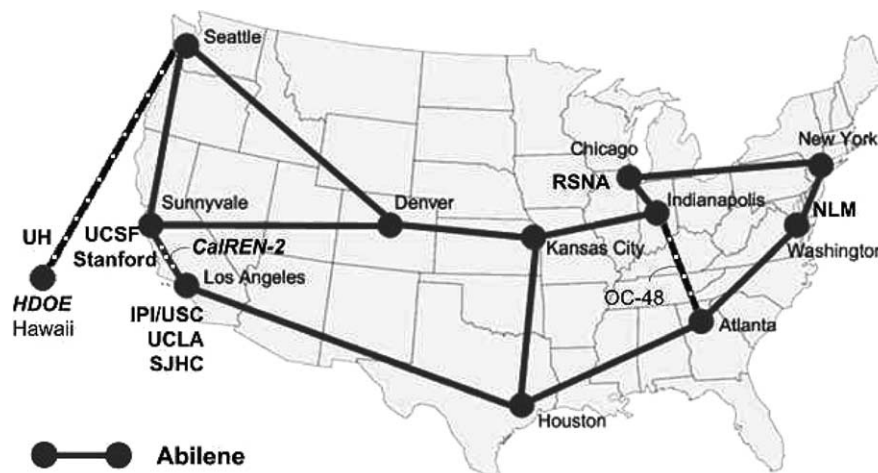 Seattle
Chicago
New York
RSNA
Indianapolis
Sunnyvale
Denver
NLM
UH
UCSF
CalREN-2
Kansas City
Washington
Stanford
Los Angeles
HDOE
OC-48
Hawaii
IPI/USC
Atlanta
UCLA
SJHC
Houston
Abilene